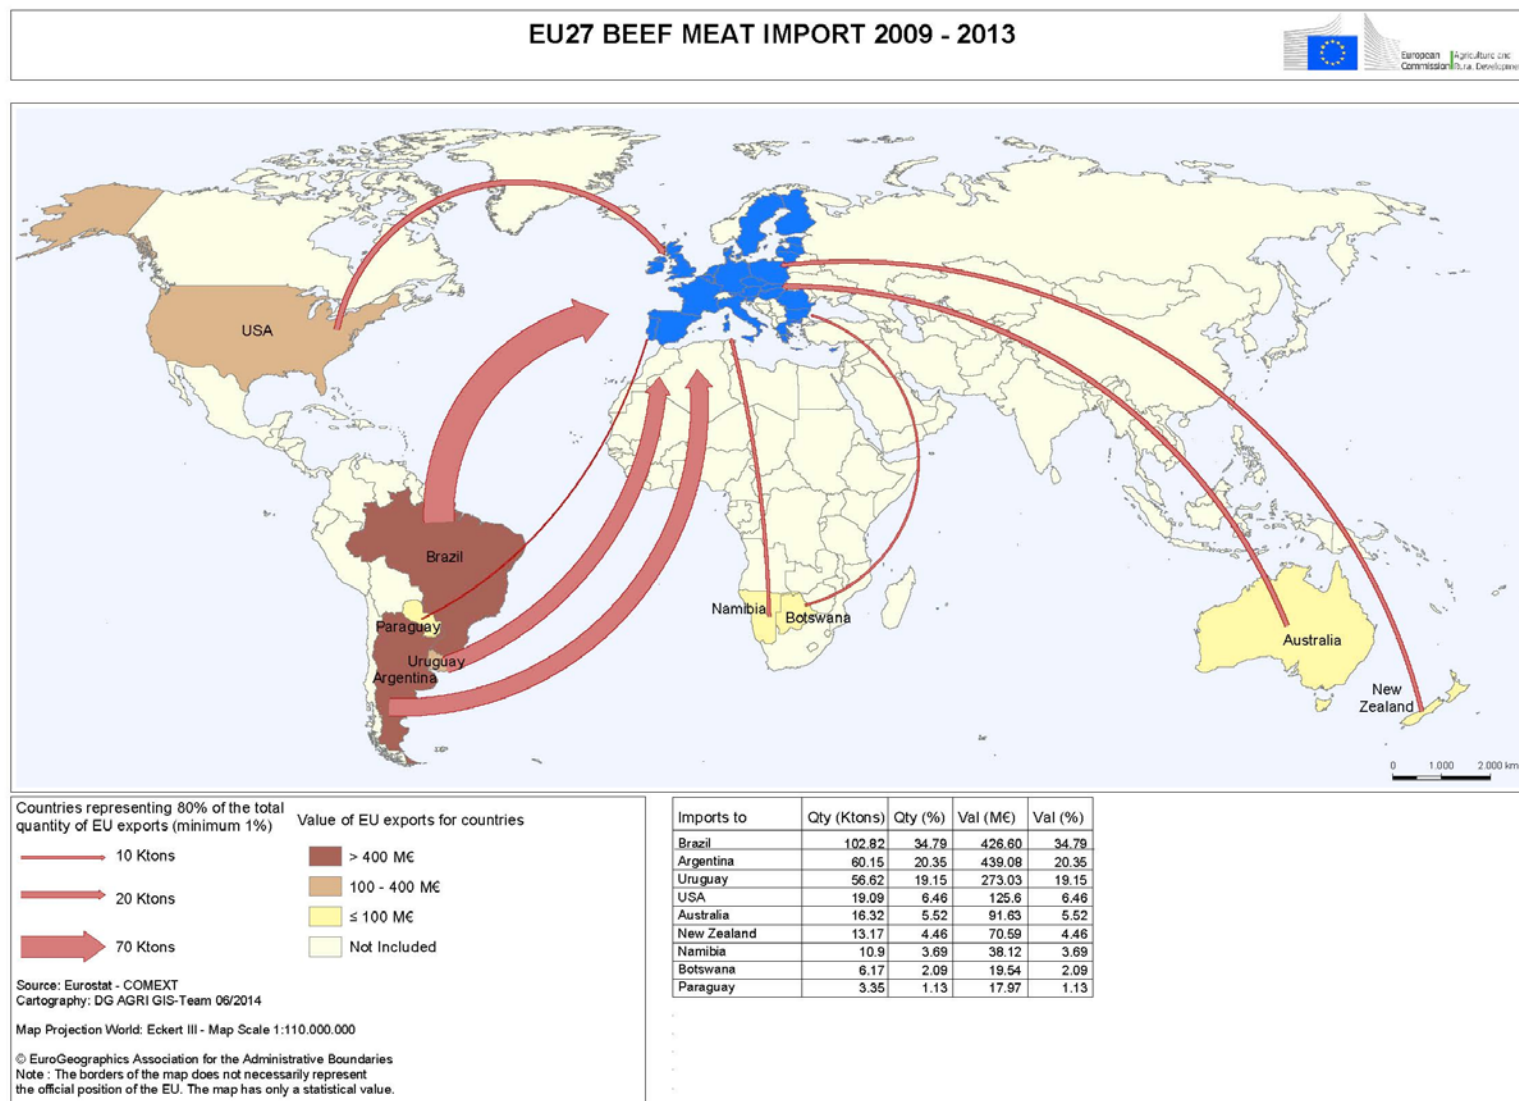 EU27 BEEF MEAT IMPORT 2009 - 2013
European
Commission
Agriculture and
USA
Brazil
Paraguay
Uruguay
Argentina
Namibia
Botswana
Australia
New
Zealand
0 1.000 2.000 km
Countries representing 80% of the total
quantity of EU exports (minimum 1%)
10 Ktons
20 Ktons
70 Ktons
Value of EU exports for countries
> 400 M€
100 - 400 M€
≤ 100 M€
Not Included
Source: Eurostat - COMEXT
Cartography: DG AGRI GIS-Team 06/2014
Map Projection World: Eckert III - Map Scale 1:110.000.000
© EuroGeographics Association for the Administrative Boundaries
Note : The borders of the map does not necessarily represent
the official position of the EU. The map has only a statistical value.
Imports to Qty (Ktons) Qty (%) Val (M€) Val (%)
Brazil 102.82 34.79 426.60 34.79
Argentina 60.15 20.35 439.08 20.35
Uruguay 56.62 19.15 273.03 19.15
USA 19.09 6.46 125.6 6.46
Australia 16.32 5.52 91.63 5.52
New Zealand 13.17 4.46 70.59 4.46
Namibia 10.9 3.69 38.12 3.69
Botswana 6.17 2.09 19.54 2.09
Paraguay 3.35 1.13 17.97 1.13